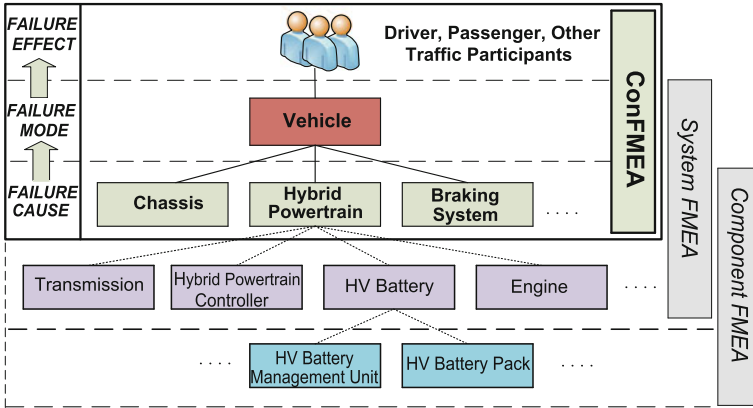 FAILURE
EFFECT
Driver, Passenger, Other
Traffic Participants
FAILURE
MODE
Vehicle
FAILURE
CAUSE
Chassis
Hybrid
Powertrain
Braking
System
. . . .
ConFMEA
System FMEA
Component FMEA
Transmission
Hybrid Powertrain
Controller
HV Battery
Engine
. . . .
. . . .
HV Battery
Management Unit
HV Battery Pack
. . . .